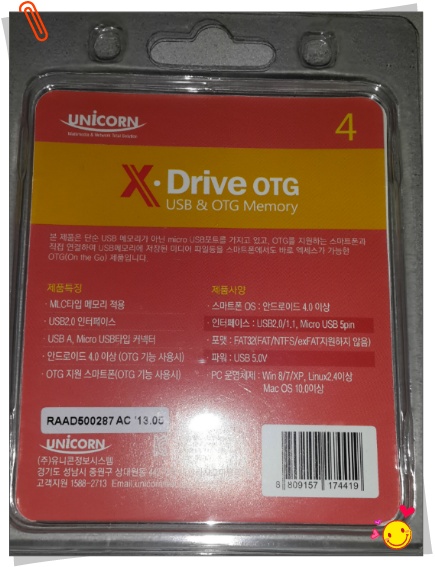 UNICORN
4
X·Drive OTG
USB & OTG Memory
본 제품은 단순 USB 메모리가 아닌 micro USB포트를 가지고 있고, OTG를 지원하는 스마트폰과
직접 연결하여 USB메모리에 저장된 미디어 파일등을 스마트폰에서도 바로 엑세스가 가능한
OTG(On the Go) 제품입니다.
제품특징
· MLC타입 메모리 적용
· USB2.0 인터페이스
· USB A, Micro USB타입 커넥터
· 안드로이드 4.0 이상 (OTG 기능 사용시)
· OTG 지원 스마트폰(OTG 기능 사용시)
제품사양
· 스마트폰 OS : 안드로이드 4.0 이상
· 인터페이스 : USB2.0/1.1, Micro USB 5pin
· 포맷 : FAT32(FAT/NTFS/exFAT지원하지 않음)
· 파워 : USB 5.0V
· PC 운영체제 : Win 8/7/XP, Linux2.4이상
Mac OS 10.0이상
RAAD500287 AC '13.05
UNICORN
(주)유니콘정보시스템
경기도 성남시 중원구 상대원동
고객지원 1588-2713 Email.unicorn
8 809157 174419